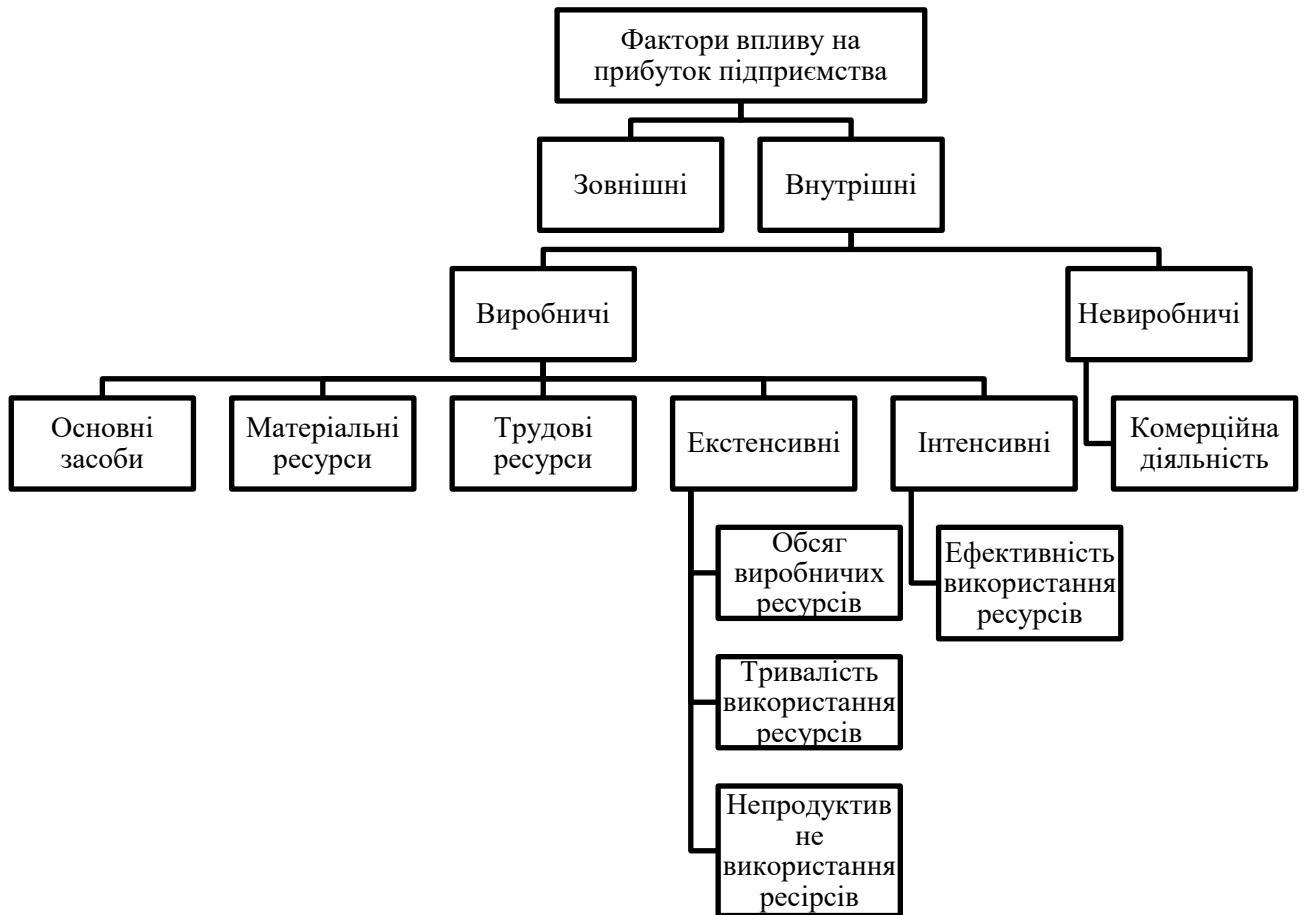 Фактори впливу на
прибуток підприємства
Зовнішні
Внутрішні
Виробничі
Невиробничі
Основні
засоби
Матеріальні
ресурси
Трудові
ресурси
Екстенсивні
Інтенсивні
Комерційна
діяльність
Обсяг
виробничих
ресурсів
Ефективність
використання
ресурсів
Тривалість
використання
ресурсів
Непродуктив
не
використання
ресірсів